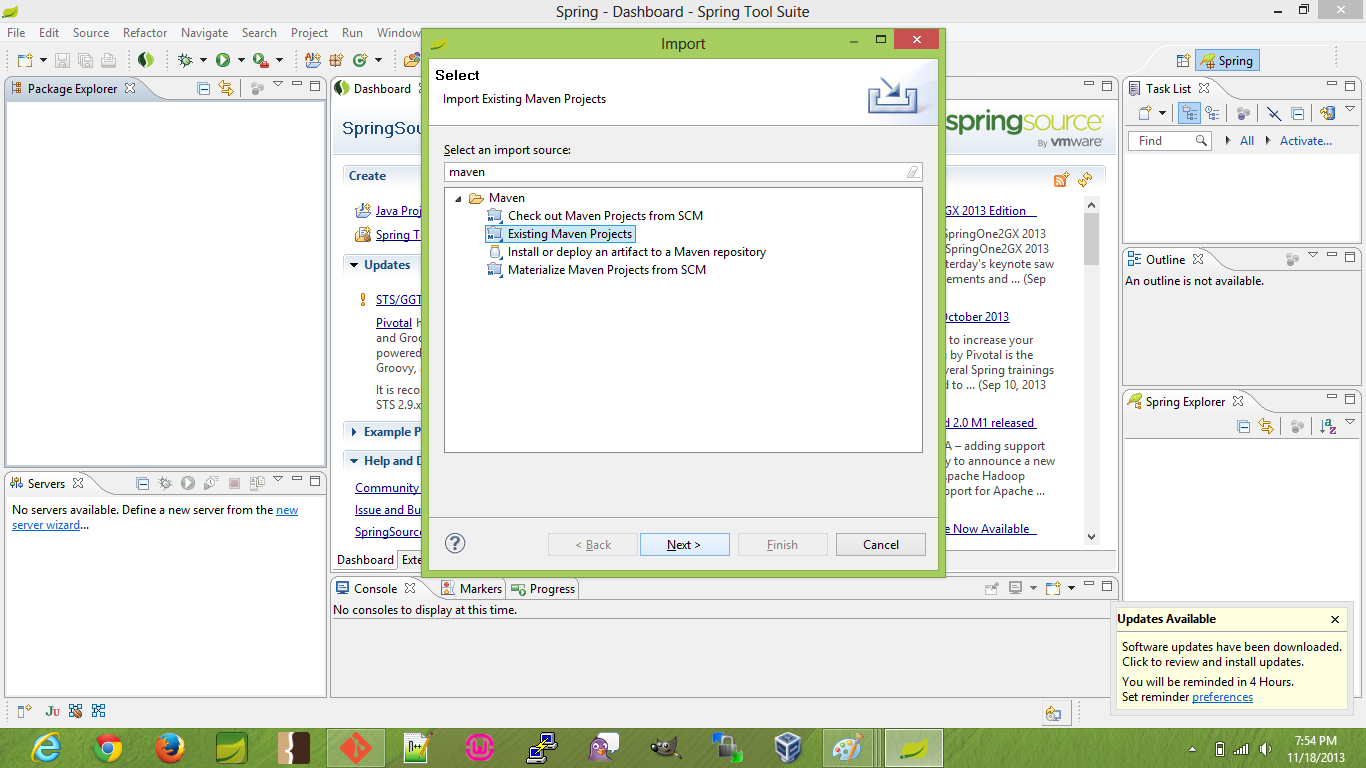 Spring - Dashboard - Spring Tool Suite
File Edit Source Refactor Navigate Search Project Run Window
Spring
Package Explorer
Dashboard
SpringSou
Create
Java Proj
Spring T
Updates
STS/GGT
Pivotal
and Groo
powered
Groovy,
It is reco
STS 2.9.x
Example P
Help and D
Community
Issue and Bu
SpringSource
Dashboard
Exte
Import
Select
Import Existing Maven Projects
Select an import source:
maven
Maven
Check out Maven Projects from SCM
Existing Maven Projects
Install or deploy an artifact to a Maven repository
Materialize Maven Projects from SCM
< Back
Next >
Finish
Cancel
springsource
By vmware
GX 2013 Edition
SpringOne2GX
SpringOne 2013
terday's keynote saw
ements and ... (Sep
October 2013
to increase your
g by Pivotal is the
veral Spring trainings
d to ... (Sep 10, 2013
d 2.0 M1 released
A – adding support
y to announce a new
Apache Hadoop
pport for Apache ...
e Now Available
Task List
Find
All
Activate...
Outline
An outline is not available.
Spring Explorer
Servers
No servers available. Define a new server from the new
server wizard...
Console
Markers
Progress
No consoles to display at this time.
Updates Available
Software updates have been downloaded.
Click to review and install updates.
You will be reminded in 4 Hours.
Set reminder preferences
Ju
7:54 PM
11/18/2013